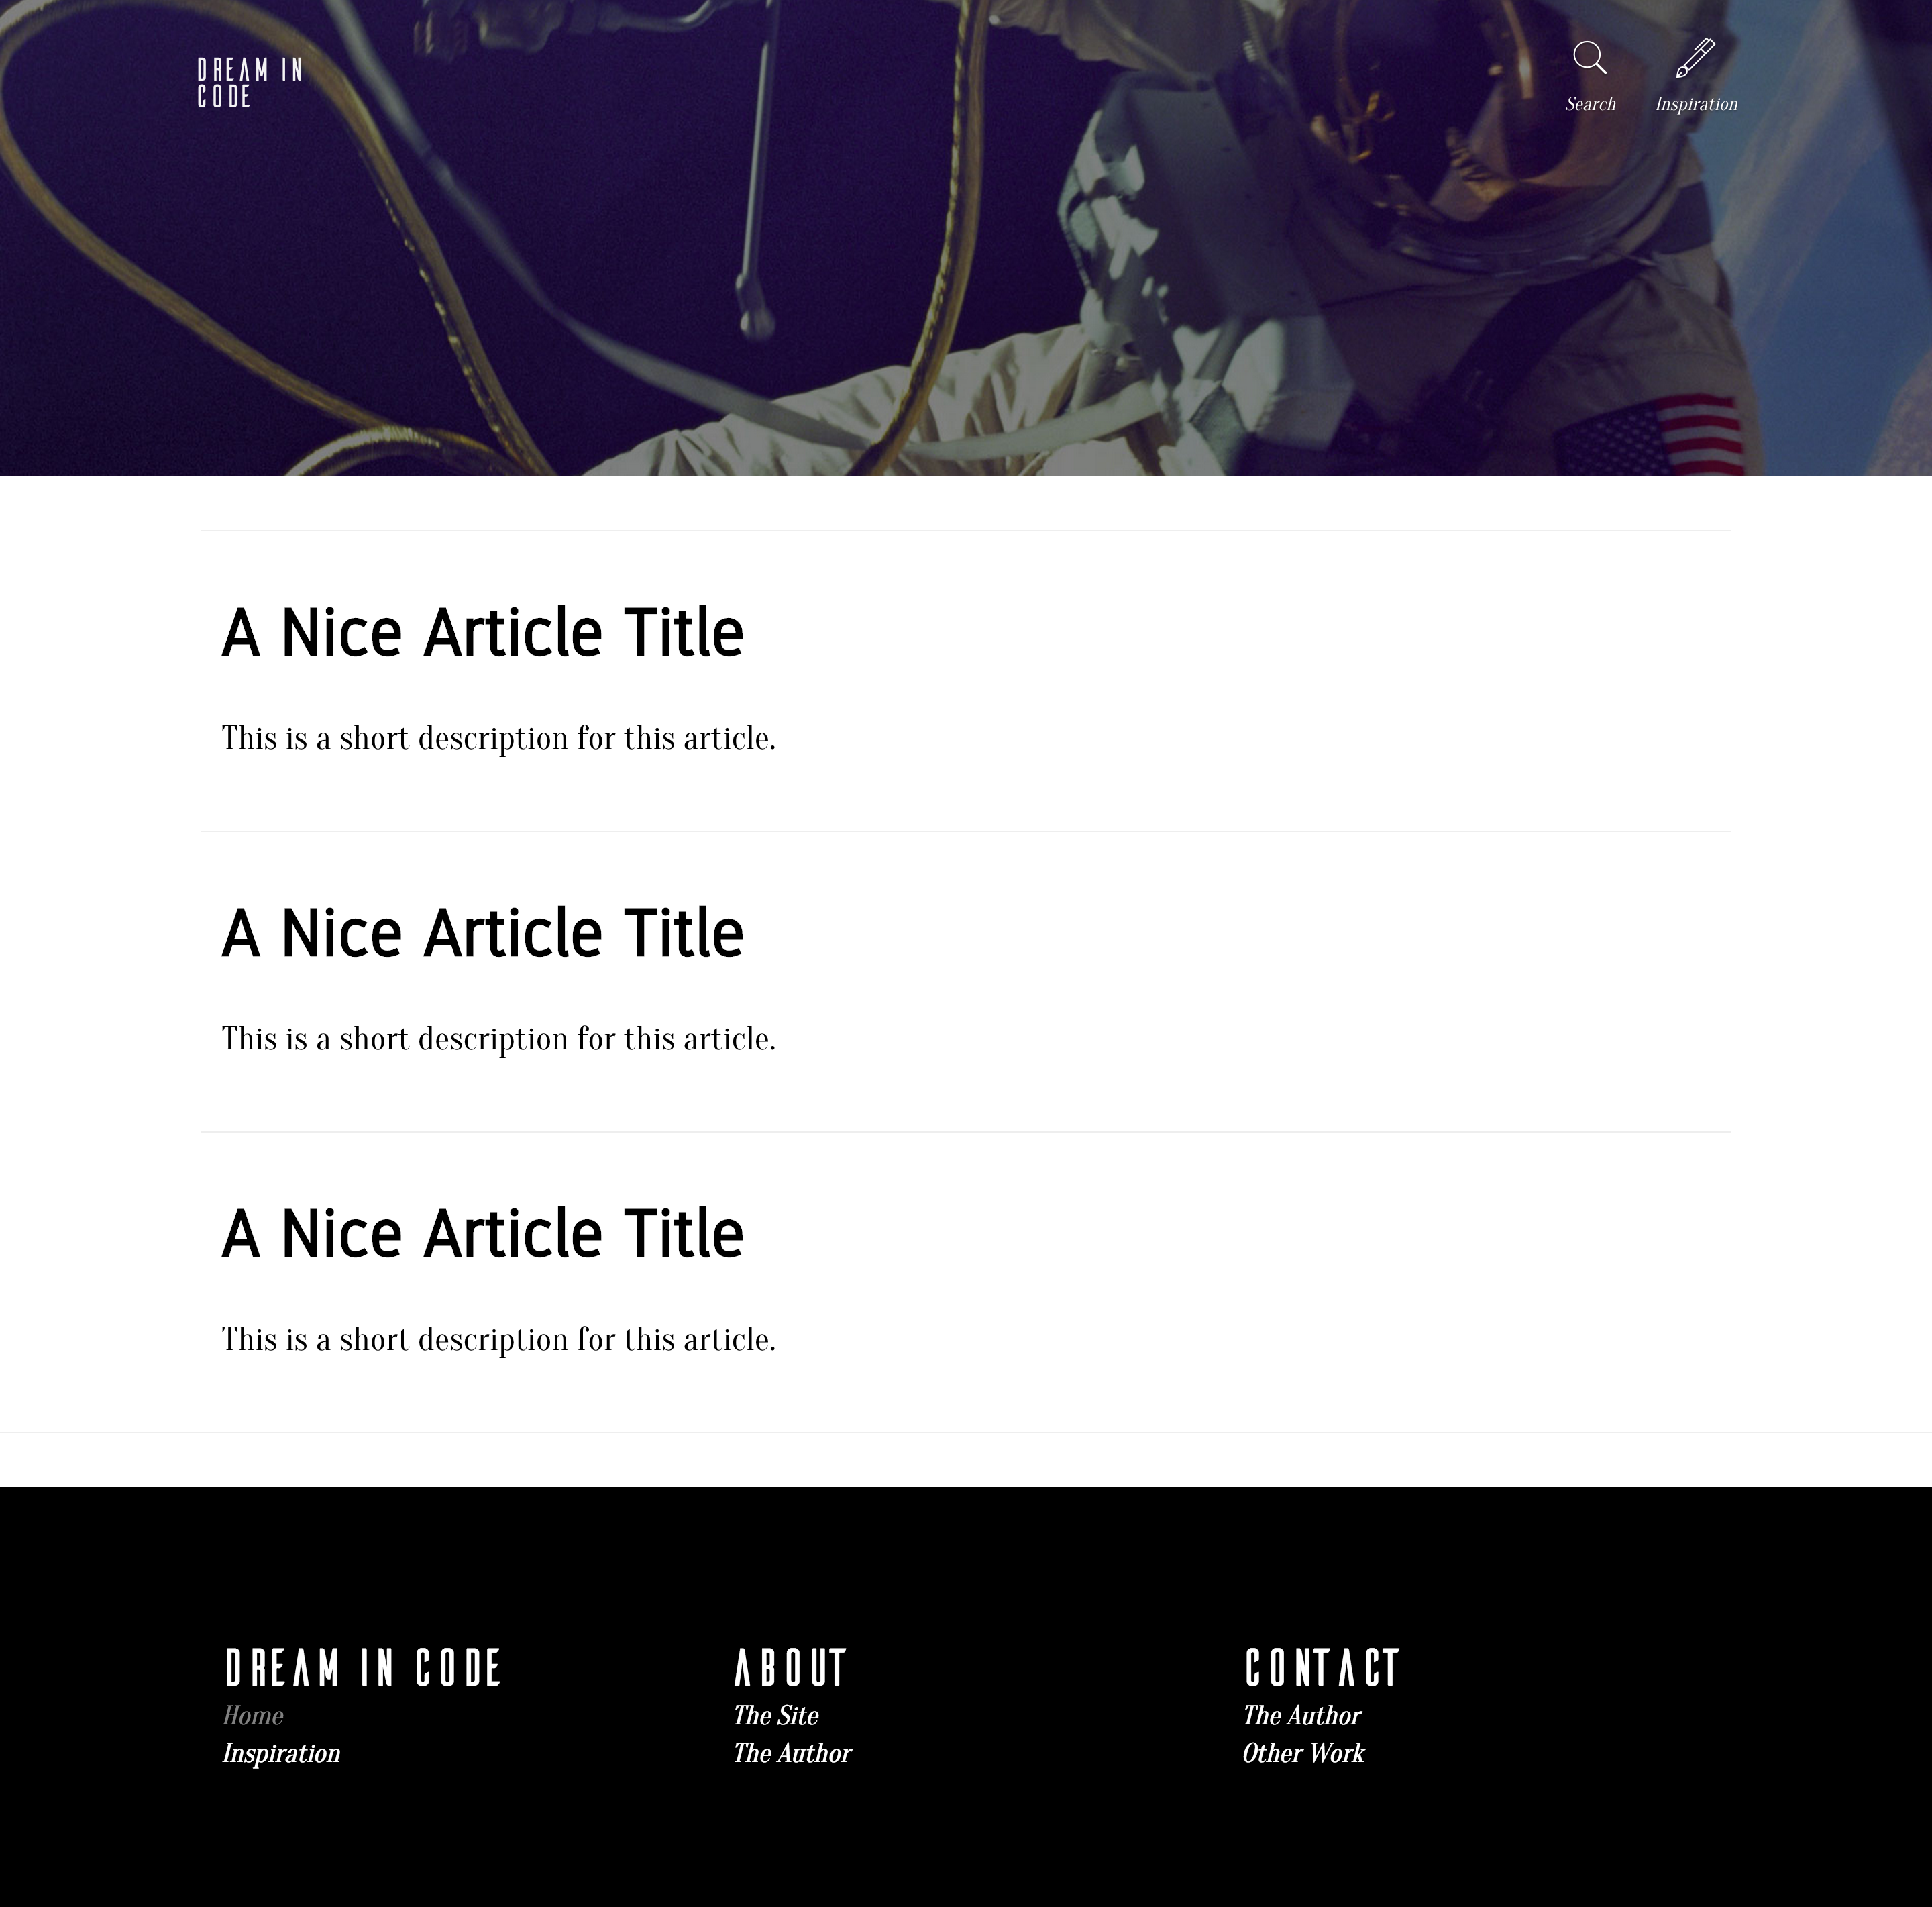 DREAM IN
CODE
Search
Inspiration
A Nice Article Title
This is a short description for this article.
A Nice Article Title
This is a short description for this article.
A Nice Article Title
This is a short description for this article.
DREAM IN CODE
Home
Inspiration
ABOUT
The Site
The Author
CONTACT
The Author
Other Work